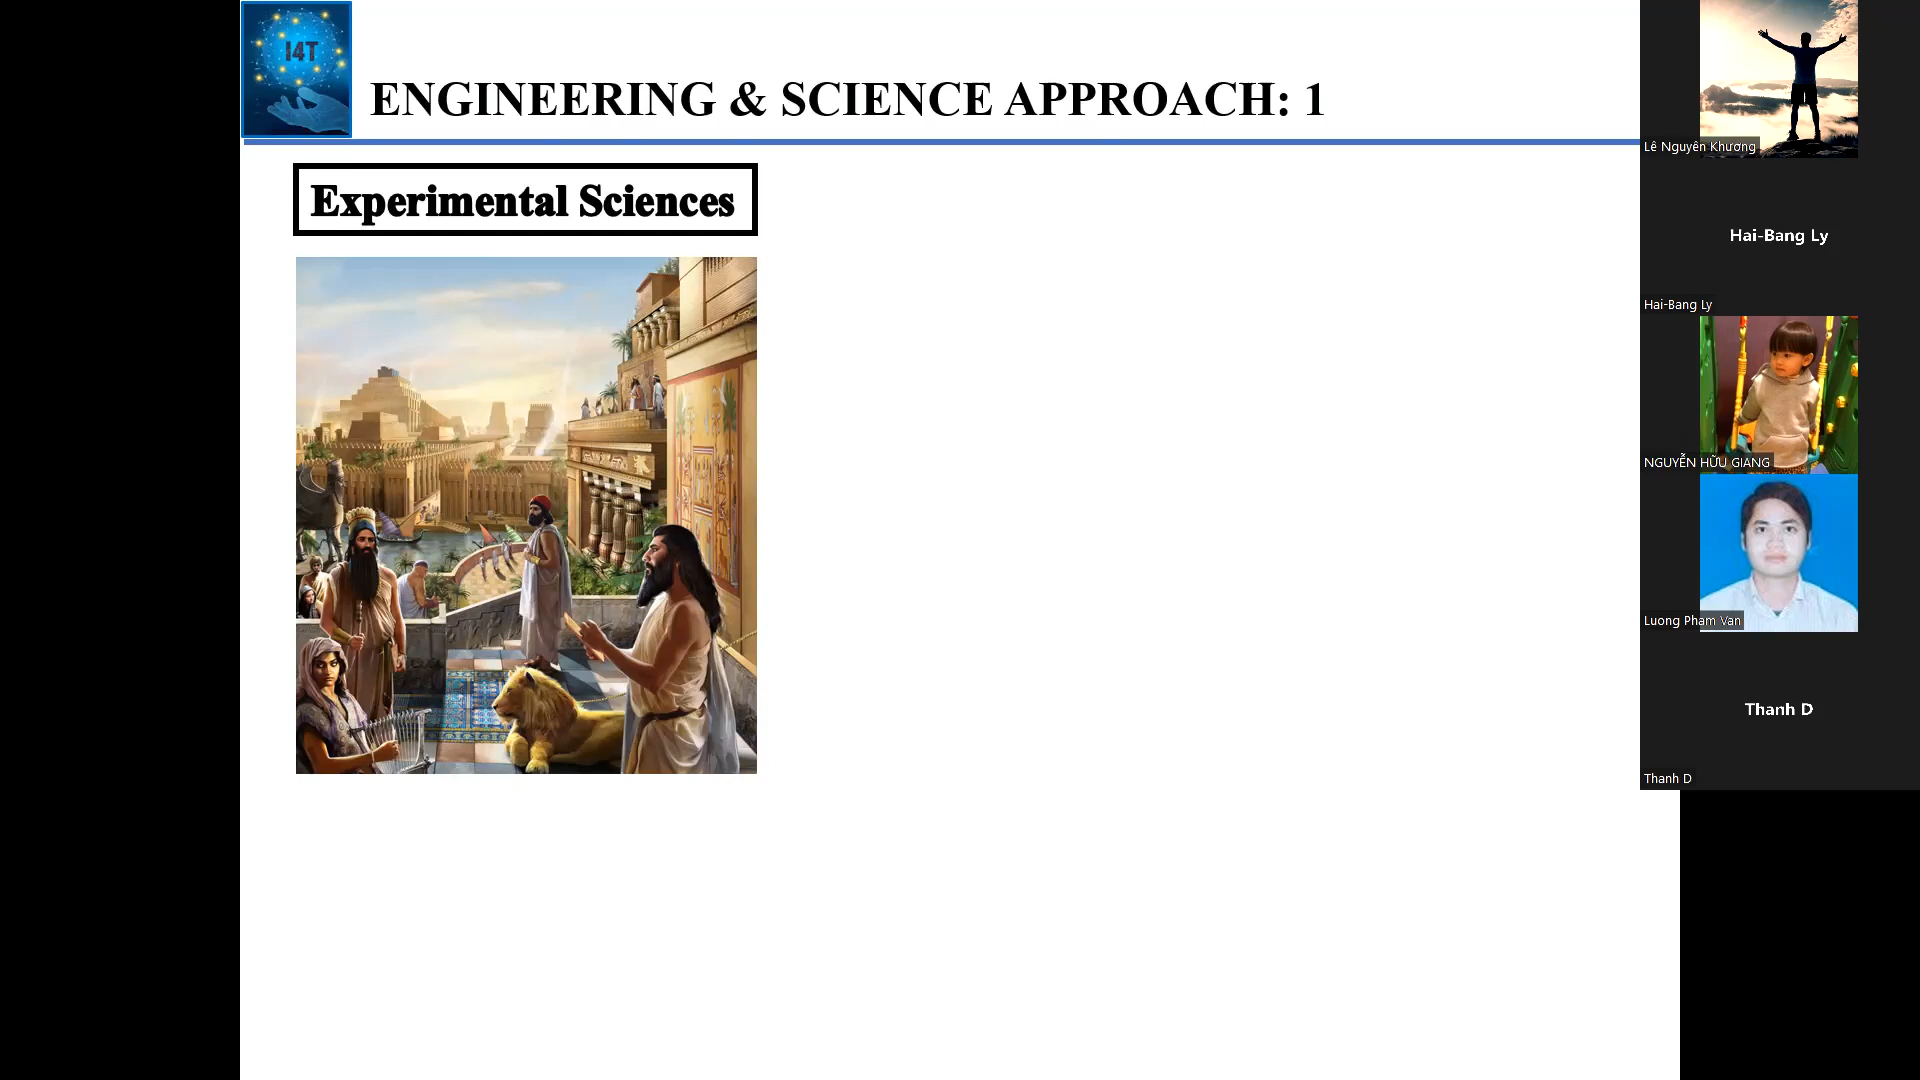 I4T
ENGINEERING & SCIENCE APPROACH: 1
Experimental Sciences
Lê Nguyên Khương
Hai-Bang Ly
Hai-Bang Ly
NGUYỄN HỮU GIANG
Luong Pham Van
Thanh D
Thanh D